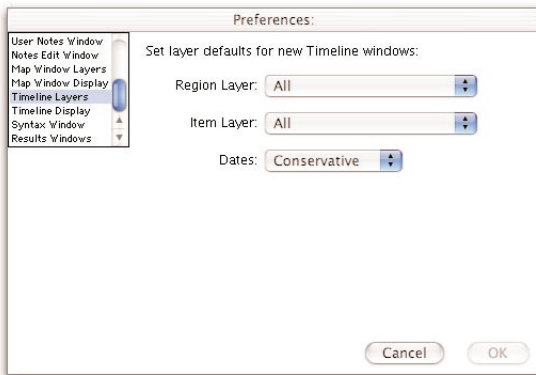 Preferences:
User Notes Window
Notes Edit Window
Map Window Layers
Map Window Display
Timeline Layers
Timeline Display
Syntax Window
Results Windows
Set layer defaults for new Timeline windows:
Region Layer: All
Item Layer: All
Dates: Conservative
Cancel OK